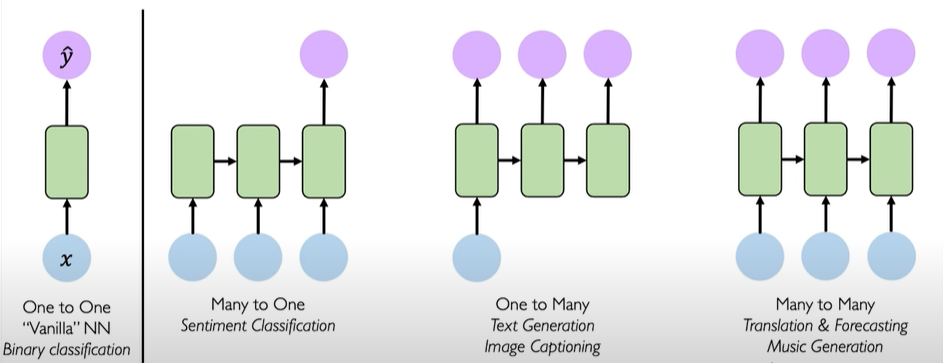 ŷ
x
One to One
"Vanilla" NN
Binary classification
Many to One
Sentiment Classification
One to Many
Text Generation
Image Captioning
Many to Many
Translation & Forecasting
Music Generation